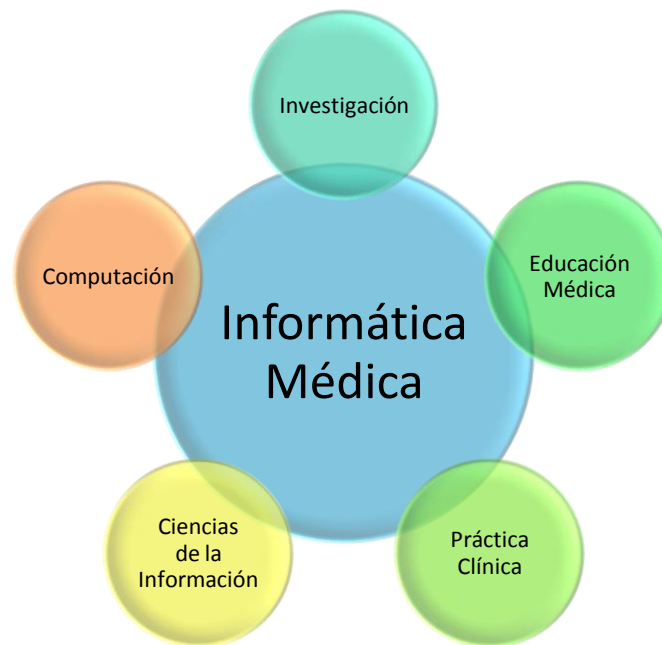 Investigación
Educación
Médica
Práctica
Clínica
Ciencias
de la
Información
Computación
Informática
Médica